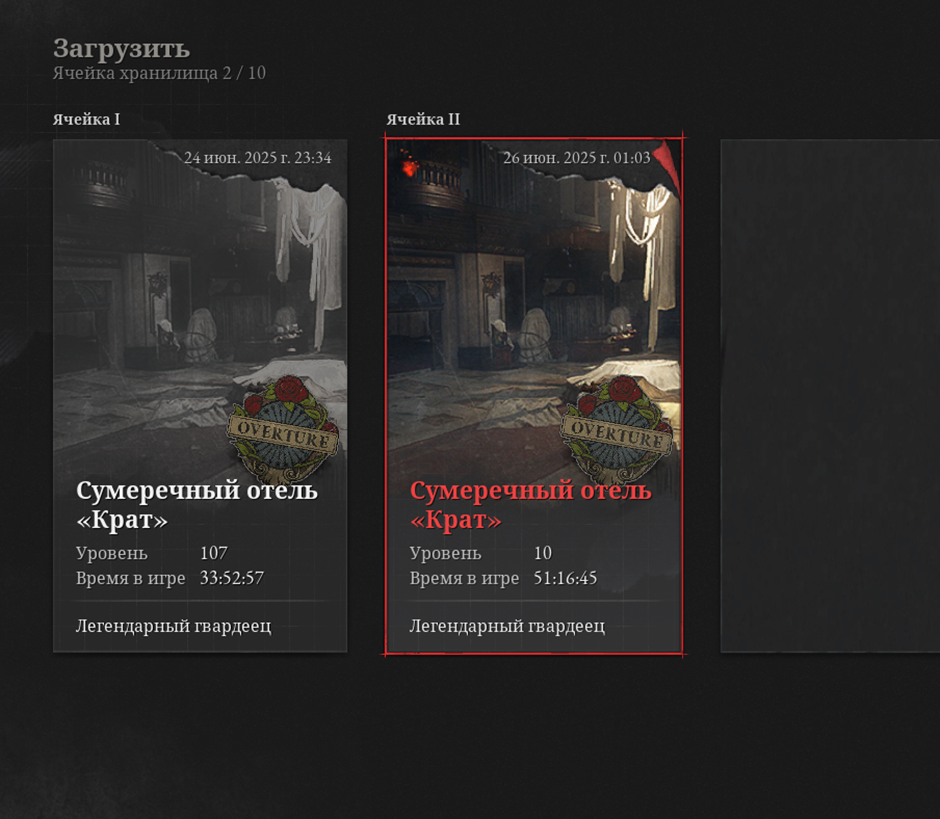 Загрузить
Ячейка хранилища 2 / 10
Ячейка I
24 июн. 2025 г. 23:34
OVERTURE
Сумеречный отель
«Крат»
Уровень 107
Время в игре 33:52:57
Легендарный гвардеец
Ячейка II
26 июн. 2025 г. 01:03
OVERTURE
Сумеречный отель
«Крат»
Уровень 10
Время в игре 51:16:45
Легендарный гвардеец